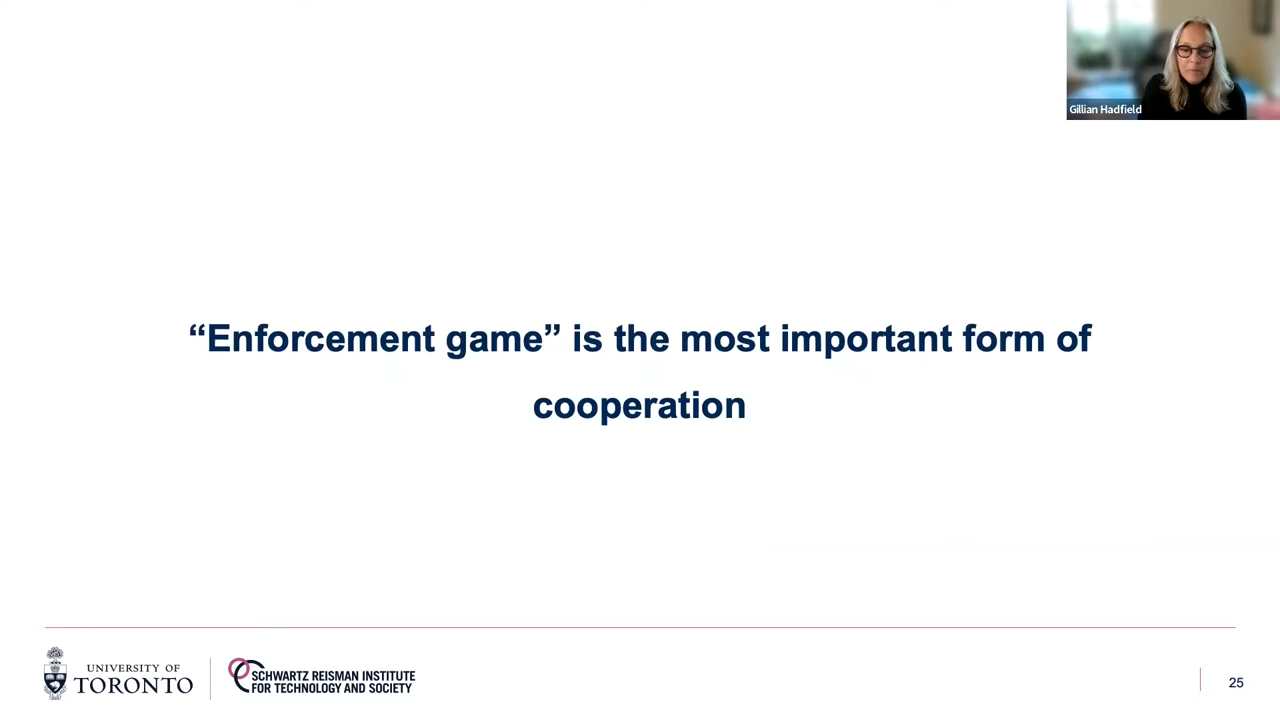 Gillian Hadfield
“Enforcement game” is the most important form of
cooperation
UNIVERSITY OF
TORONTO
SCHWARTZ REISMAN INSTITUTE
FOR TECHNOLOGY AND SOCIETY
25